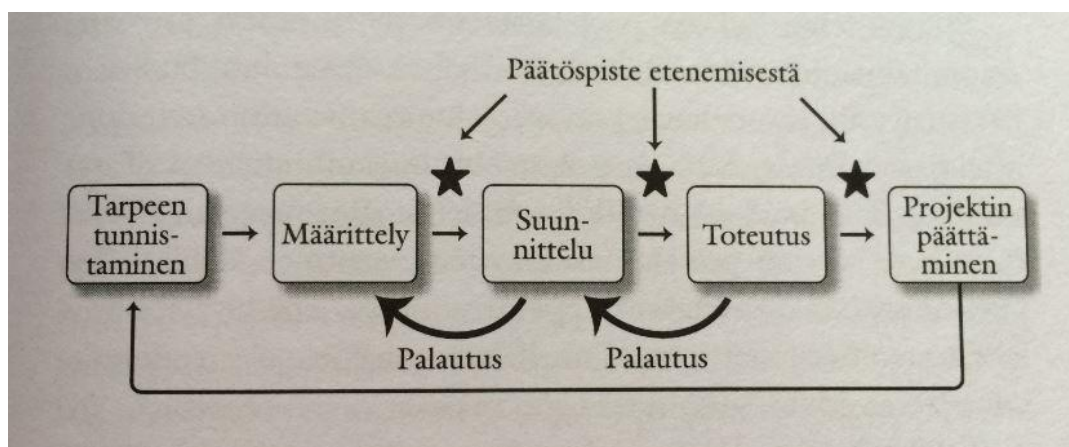 Päätöspiste etenemisestä
Tarpeen
tunnis-
taminen
Määrittely
Suun-
nittelu
Toteutus
Projektin
päättä-
minen
Palautus
Palautus